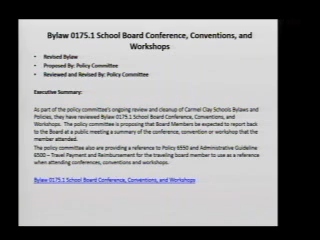 Bylaw 0175.1 School Board Conference, Conventions, and
Workshops
• Revised Bylaw
• Proposed By: Policy Committee
• Reviewed and Revised By: Policy Committee
Executive Summary:
As part of the policy committee's ongoing review and cleanup of Carmel Clay Schools Bylaws and
Policies, they have reviewed Bylaw 0175.1 School Board Conference, Conventions, and
Workshops. The policy committee is proposing that Board Members be expected to report back
to the Board at a public meeting a summary of the conference, convention or workshop that the
member attended.
The policy committee also are providing a reference to Policy 6550 and Administrative Guideline
6500 – Travel Payment and Reimbursement for the traveling board member to use as a reference
when attending conferences, conventions and workshops.
Bylaw 0175.1 School Board Conference, Conventions, and Workshops